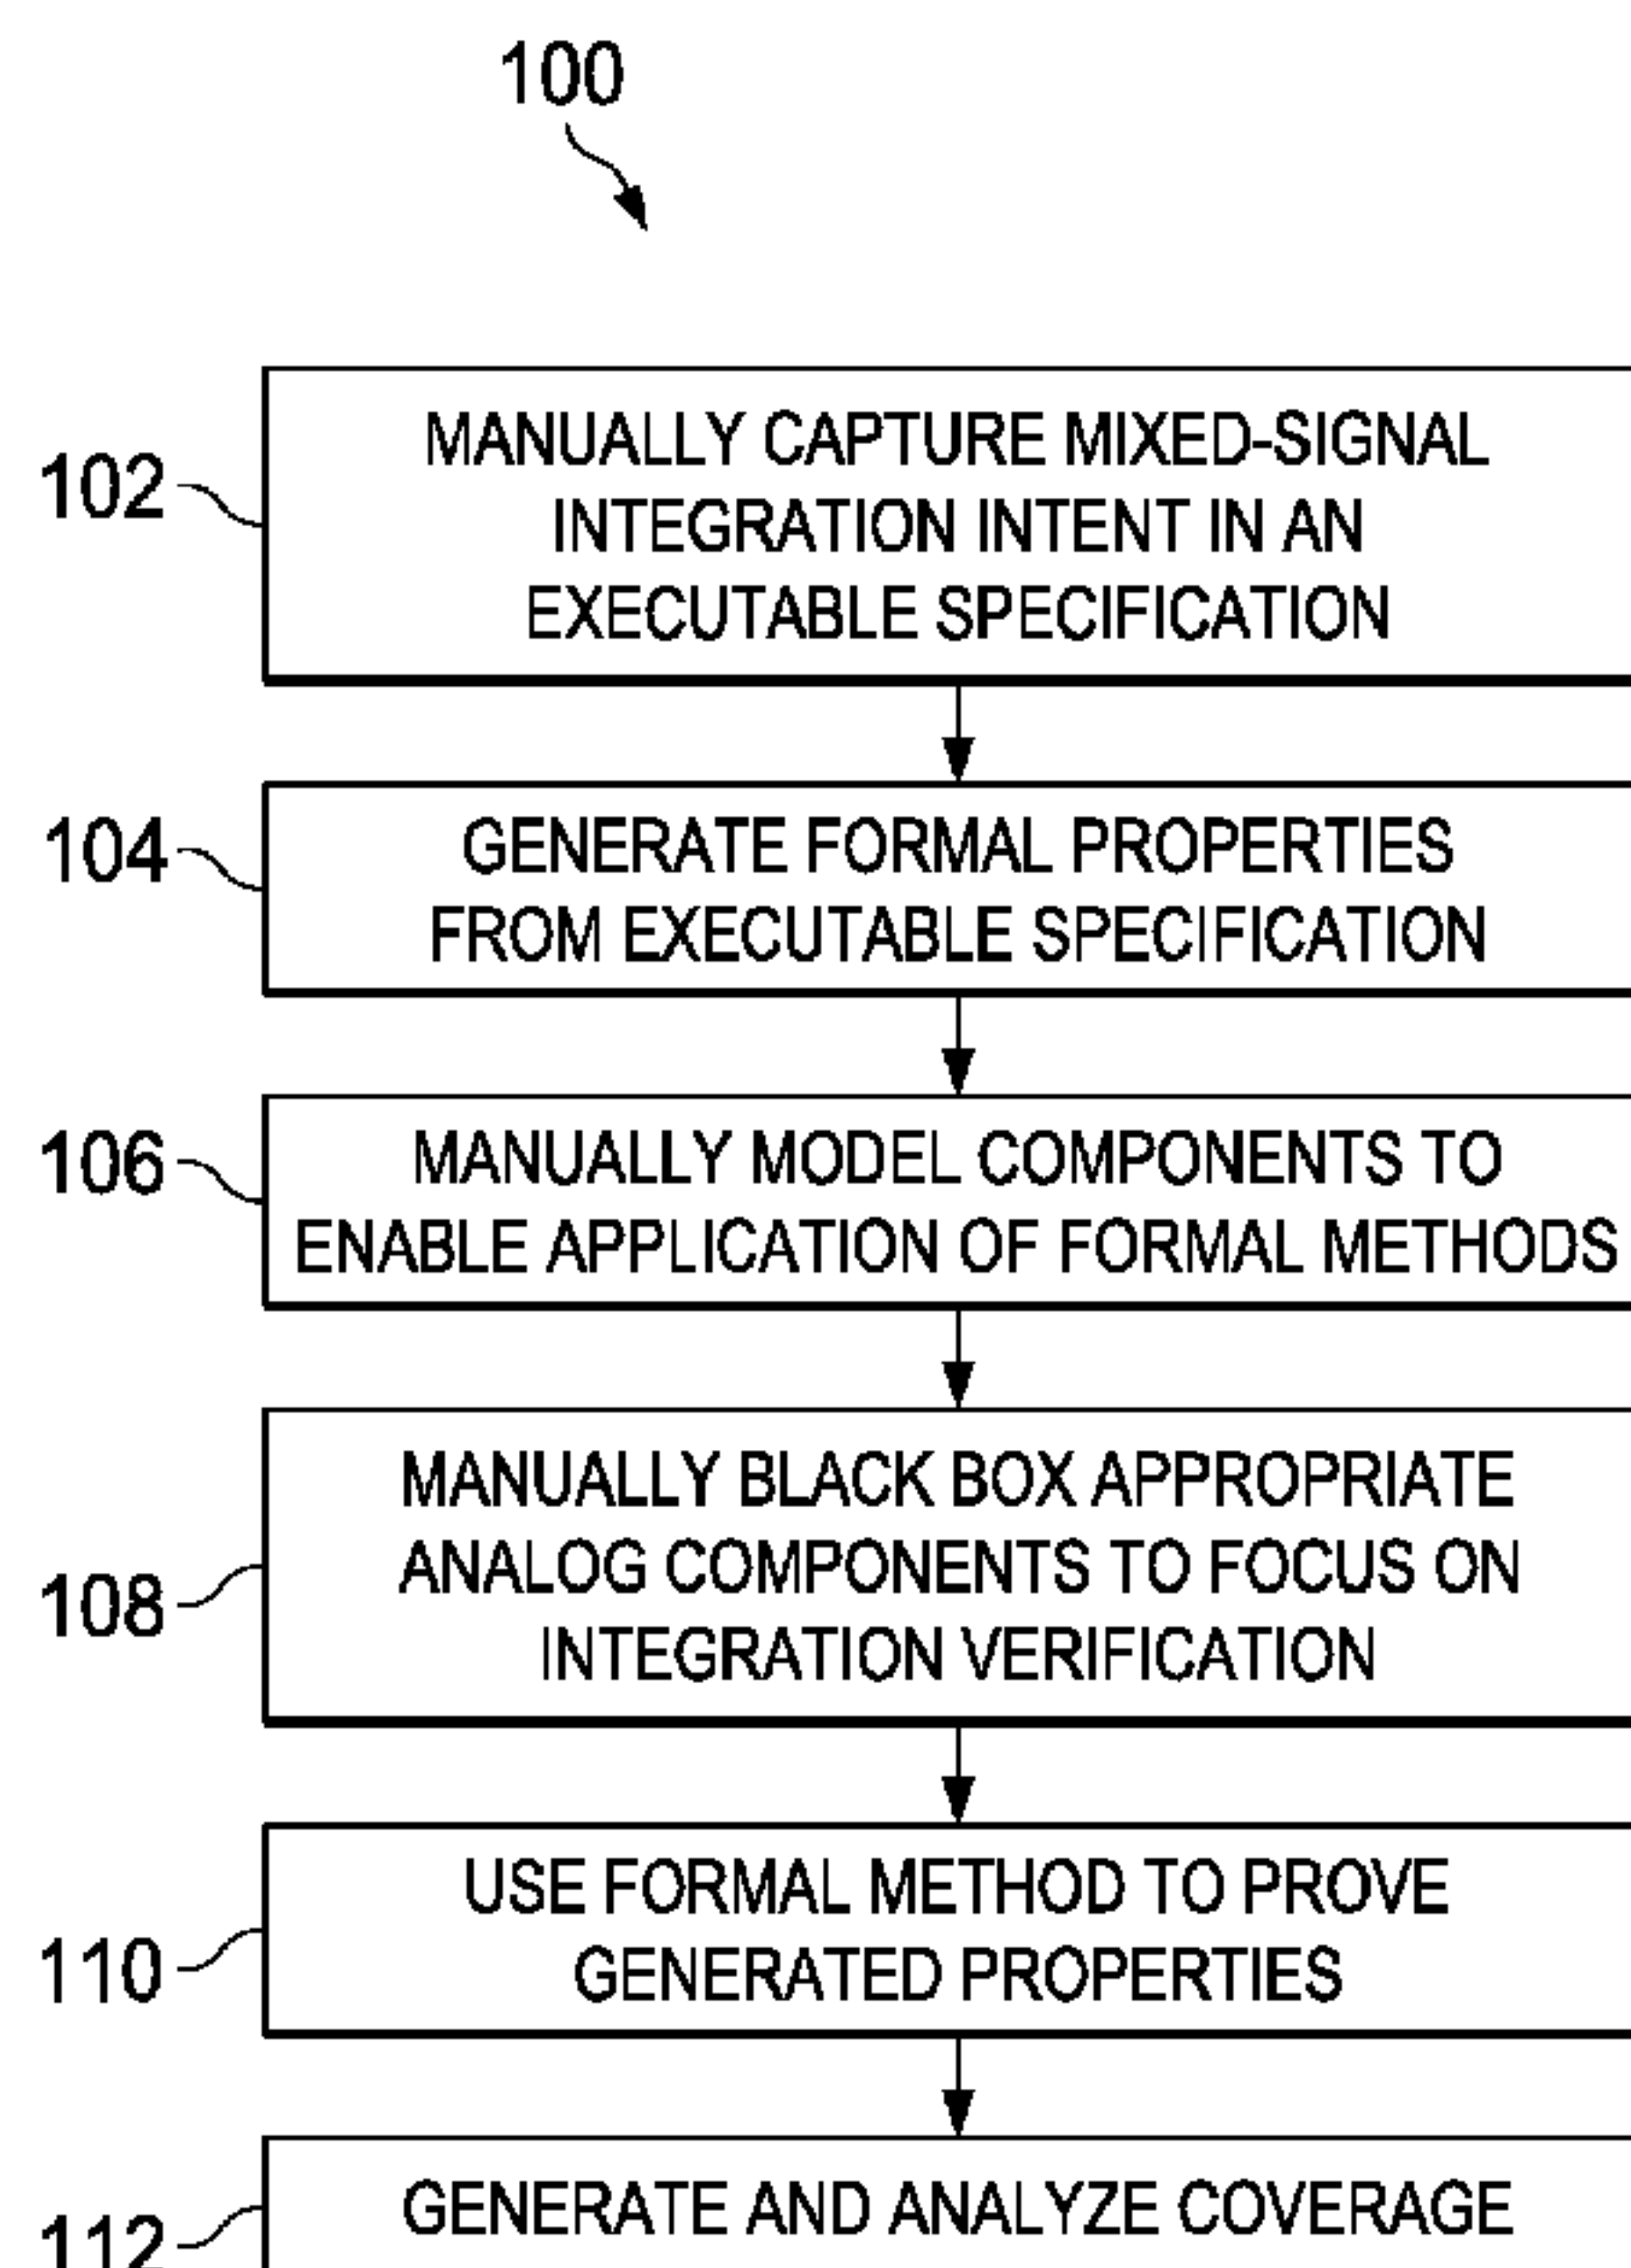 100
102
MANUALLY CAPTURE MIXED-SIGNAL
INTEGRATION INTENT IN AN
EXECUTABLE SPECIFICATION
104
GENERATE FORMAL PROPERTIES
FROM EXECUTABLE SPECIFICATION
106
MANUALLY MODEL COMPONENTS TO
ENABLE APPLICATION OF FORMAL METHODS
108
MANUALLY BLACK BOX APPROPRIATE
ANALOG COMPONENTS TO FOCUS ON
INTEGRATION VERIFICATION
110
USE FORMAL METHOD TO PROVE
GENERATED PROPERTIES
112
GENERATE AND ANALYZE COVERAGE